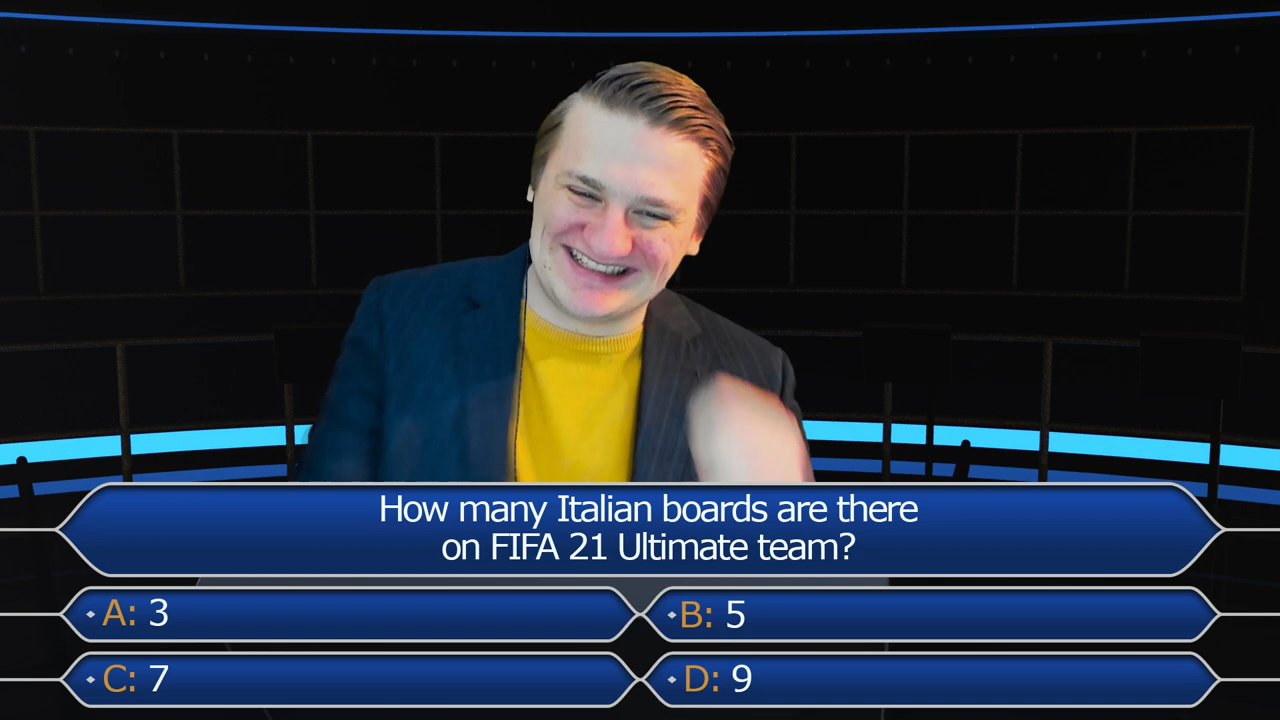 How many Italian boards are there
on FIFA 21 Ultimate team?
A: 3
B: 5
C: 7
D: 9